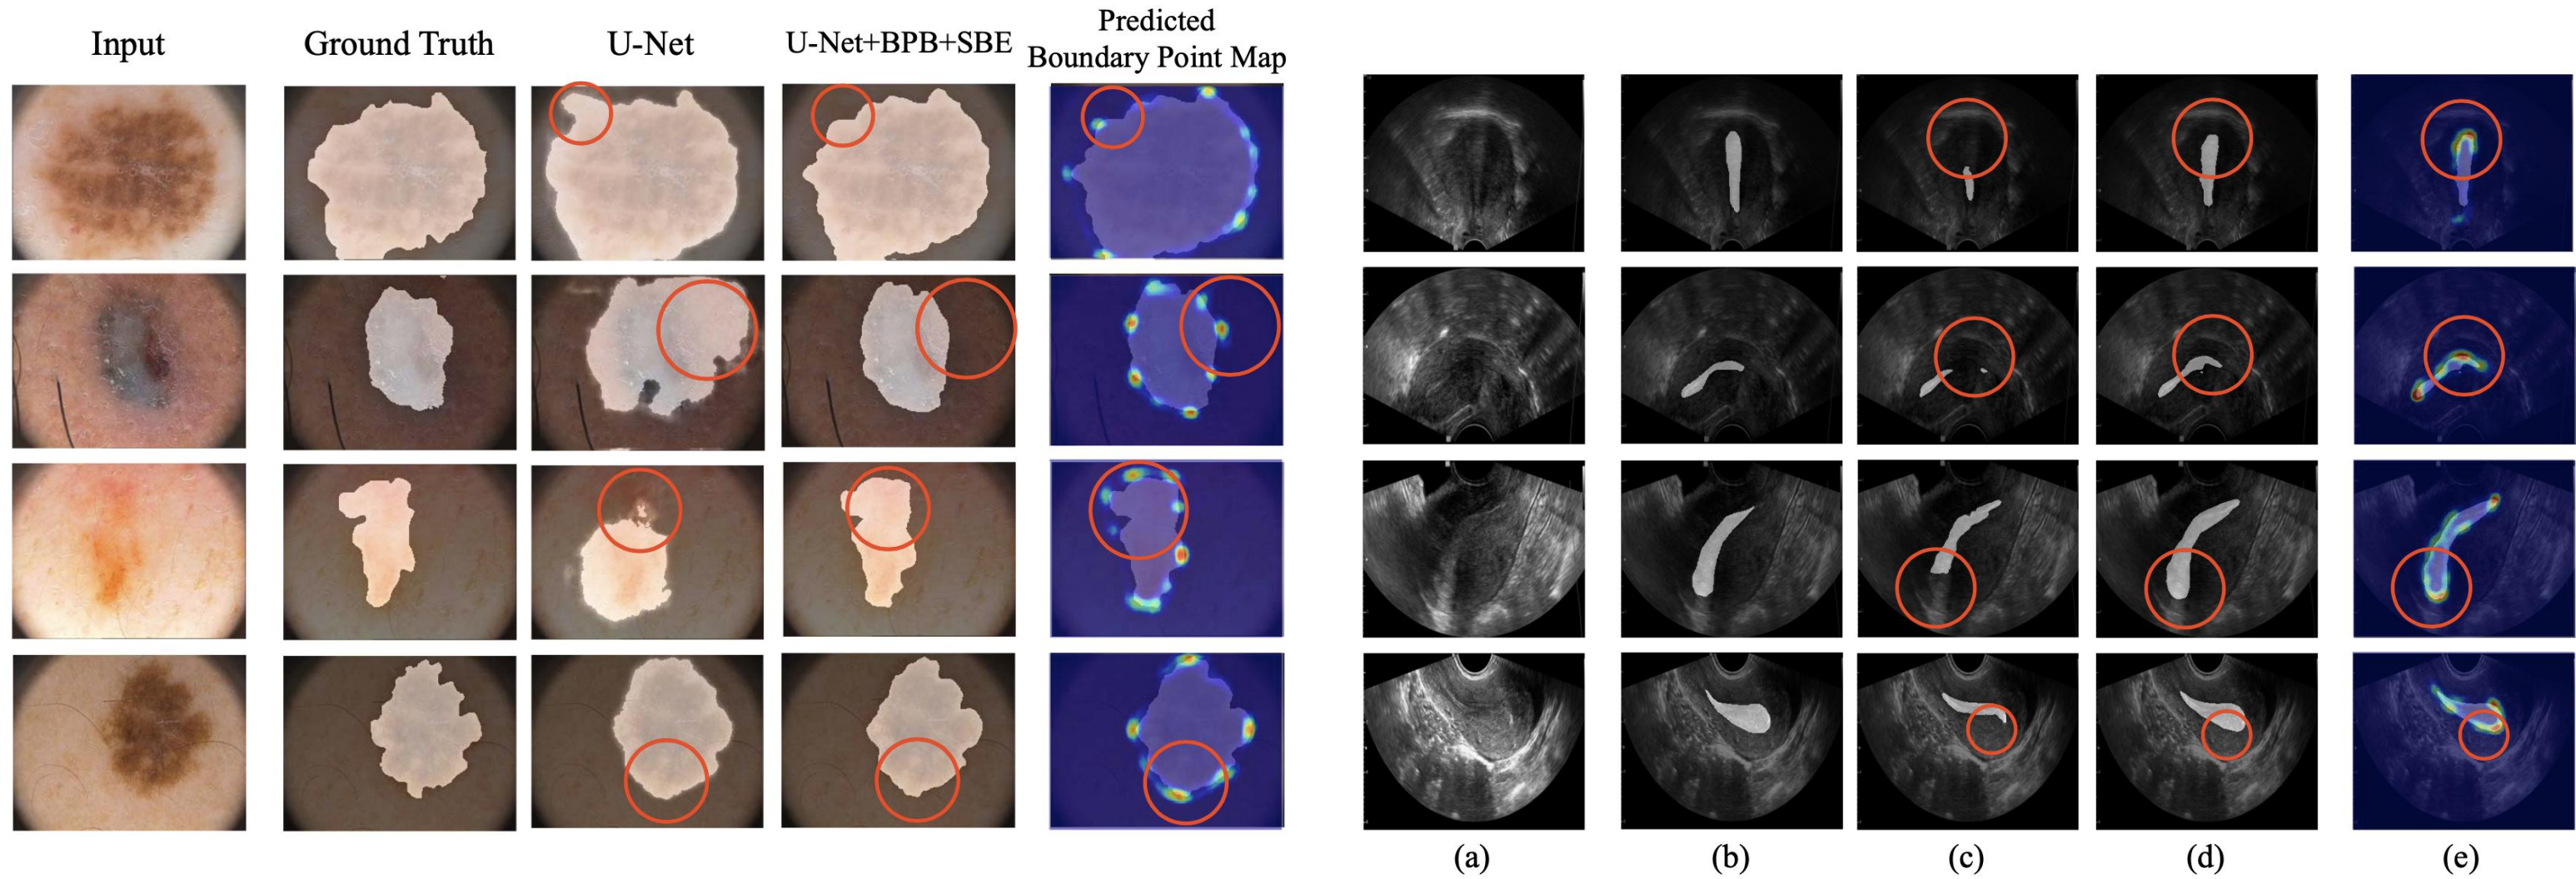 Input
Ground Truth
U-Net
U-Net+BPB+SBE
Predicted
Boundary Point Map
(a)
(b)
(c)
(d)
(e)